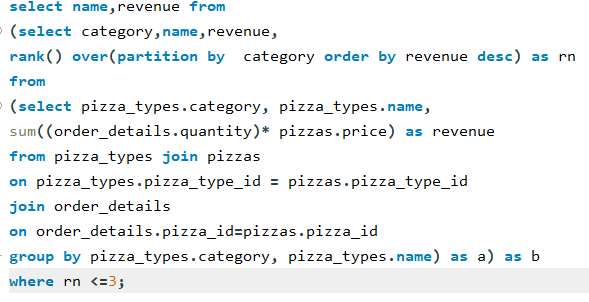 select name,revenue from
(select category,name,revenue,
rank() over(partition by  category order by revenue desc) as rn
from
(select pizza_types.category, pizza_types.name,
sum((order_details.quantity)* pizzas.price) as revenue
from pizza_types join pizzas
on pizza_types.pizza_type_id = pizzas.pizza_type_id
join order_details
on order_details.pizza_id=pizzas.pizza_id
group by pizza_types.category, pizza_types.name) as a) as b
where rn <=3;